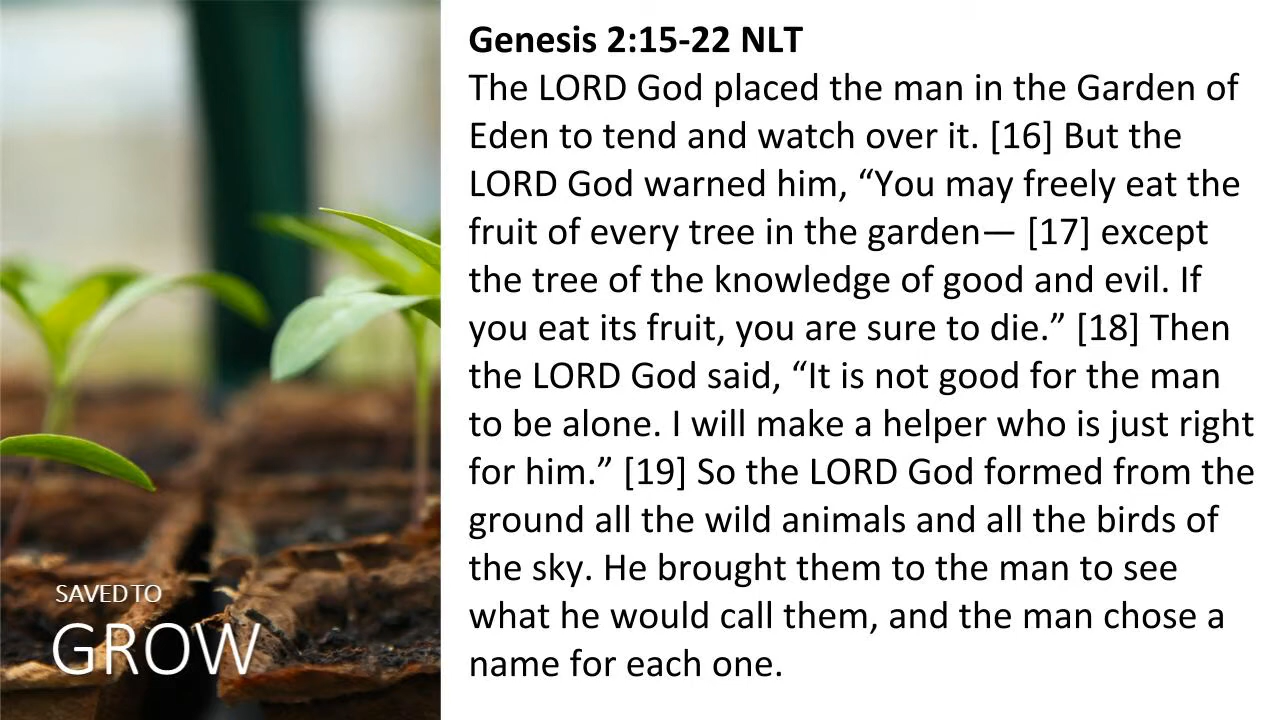 Genesis 2:15-22 NLT
The LORD God placed the man in the Garden of
Eden to tend and watch over it. [16] But the
LORD God warned him, “You may freely eat the
fruit of every tree in the garden— [17] except
the tree of the knowledge of good and evil. If
you eat its fruit, you are sure to die.” [18] Then
the LORD God said, “It is not good for the man
to be alone. I will make a helper who is just right
for him.” [19] So the LORD God formed from the
ground all the wild animals and all the birds of
the sky. He brought them to the man to see
what he would call them, and the man chose a
name for each one.
SAVED TO
GROW